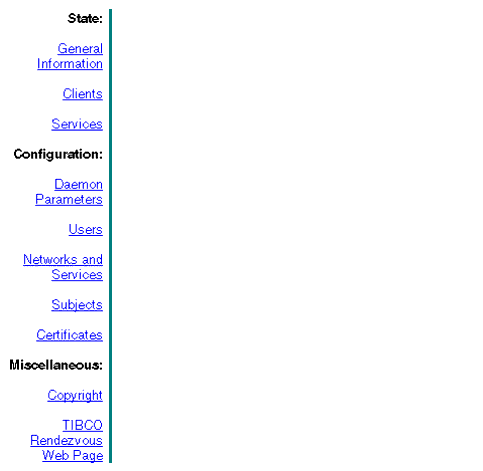 State:
General
Information
Clients
Services
Configuration:
Daemon
Parameters
Users
Networks and
Services
Subjects
Certificates
Miscellaneous:
Copyright
TIBCO
Rendezvous
Web Page